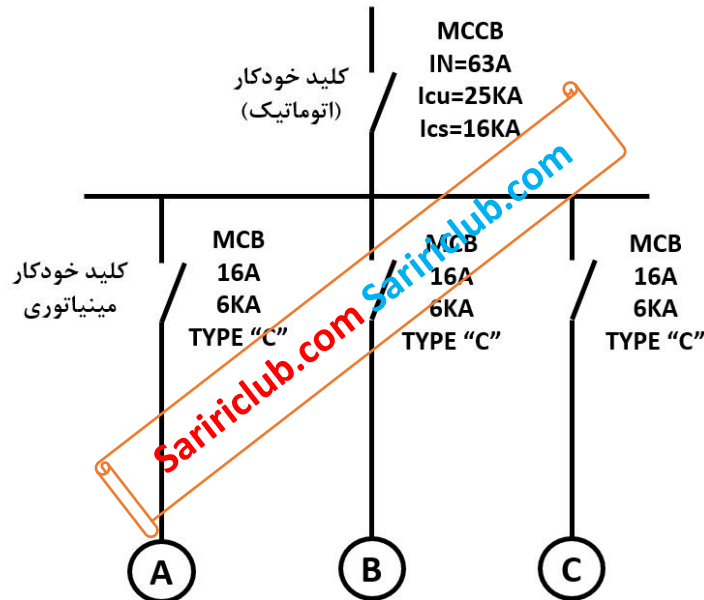 MCCB
IN=63A
Icu=25KA
Ics=16KA
کلید خودکار
(اتوماتیک)
MCB
16A
6KA
TYPE “C”
کلید خودکار
مینیاتوری
MCB
16A
6KA
TYPE “C”
MCB
16A
6KA
TYPE “C”
Saririclub.com Saririclub.com
A
B
C